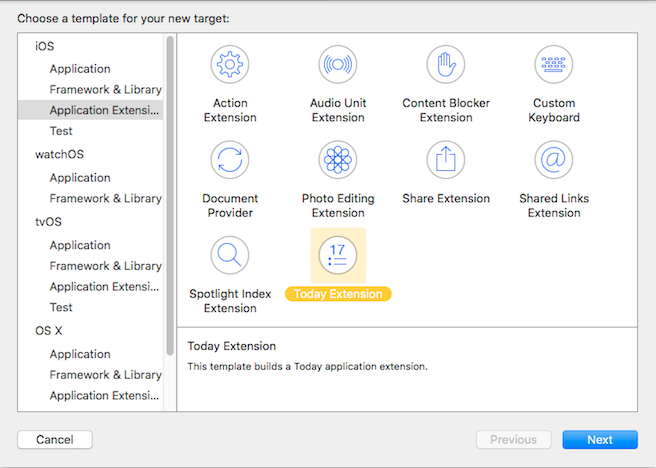 Choose a template for your new target:
iOS
Application
Framework & Library
Application Extensi...
Test
watchOS
Application
Framework & Library
tvOS
Application
Framework & Library
Application Extensi...
Test
OS X
Application
Framework & Library
Application Extensi...
Action
Extension
Audio Unit
Extension
Content Blocker
Extension
Custom
Keyboard
Document
Provider
Photo Editing
Extension
Share Extension
@
Shared Links
Extension
Spotlight Index
Extension
17
Today Extension
Today Extension
This template builds a Today application extension.
Cancel
Previous
Next